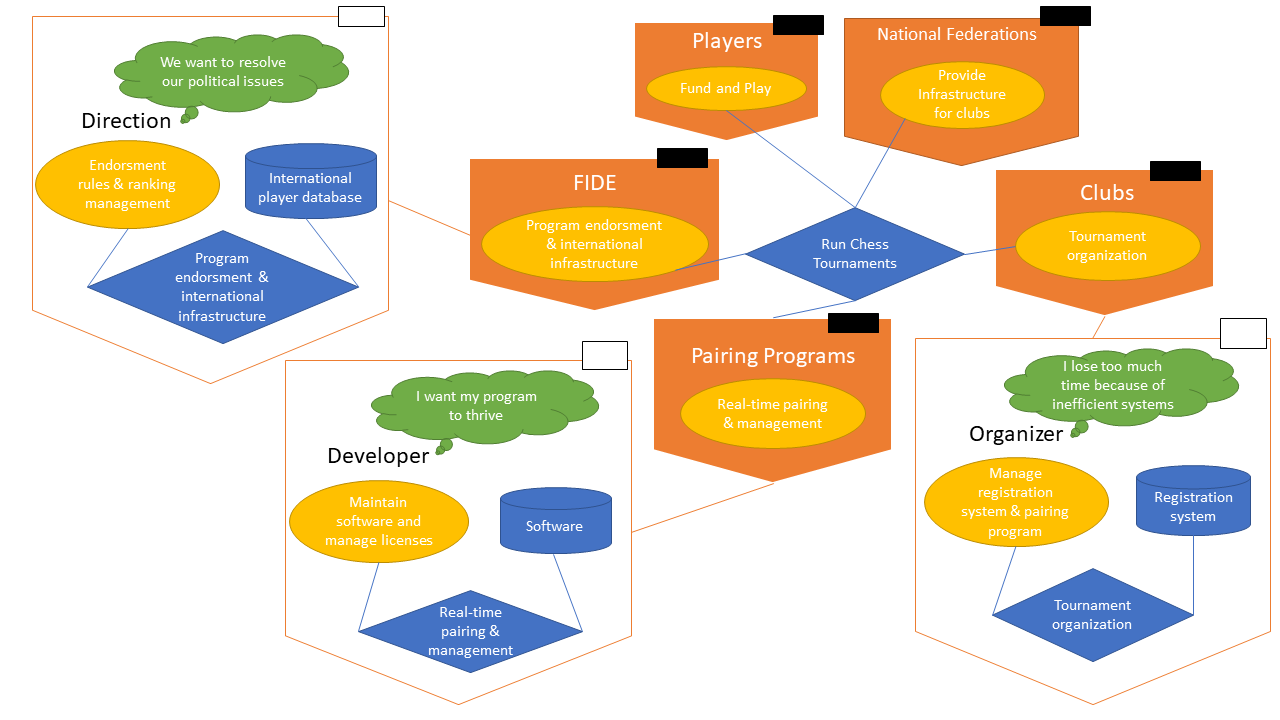 We want to resolve
our political issues
Direction
Endorsment
rules & ranking
management
International
player database
Program
endorsment &
international
infrastructure
Players
Fund and Play
National Federations
Provide
Infrastructure
for clubs
FIDE
Program endorsment
& international
infrastructure
Run Chess
Tournaments
Clubs
Tournament
organization
Pairing Programs
Real-time pairing
& management
I want my program
to thrive
Developer
Maintain
software and
manage licenses
Software
Real-time
pairing &
management
I lose too much
time because of
inefficient systems
Organizer
Manage
registration
system & pairing
program
Registration
system
Tournament
organization